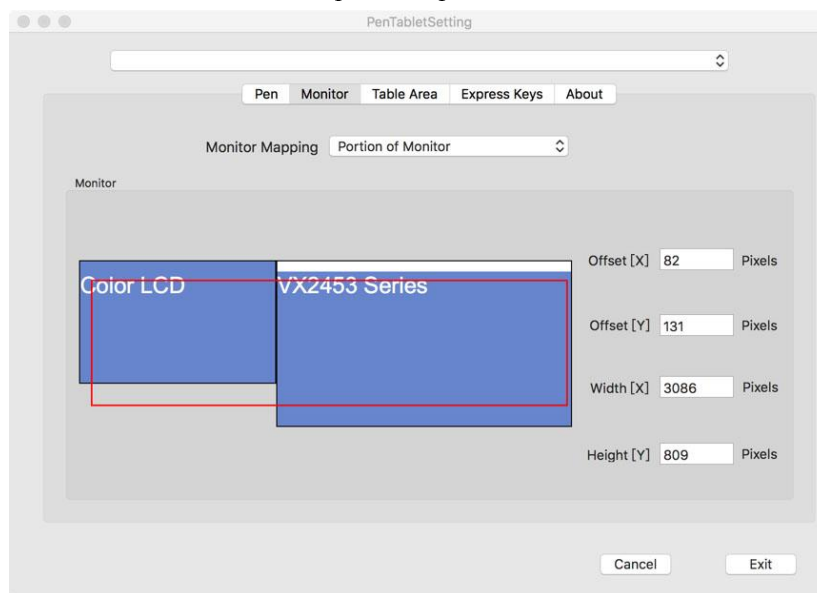 PenTabletSetting
Pen Monitor Table Area Express Keys About
Monitor Mapping Portion of Monitor
Monitor
Color LCD VX2453 Series
Offset [X] 82 Pixels
Offset [Y] 131 Pixels
Width [X] 3086 Pixels
Height [Y] 809 Pixels
Cancel Exit